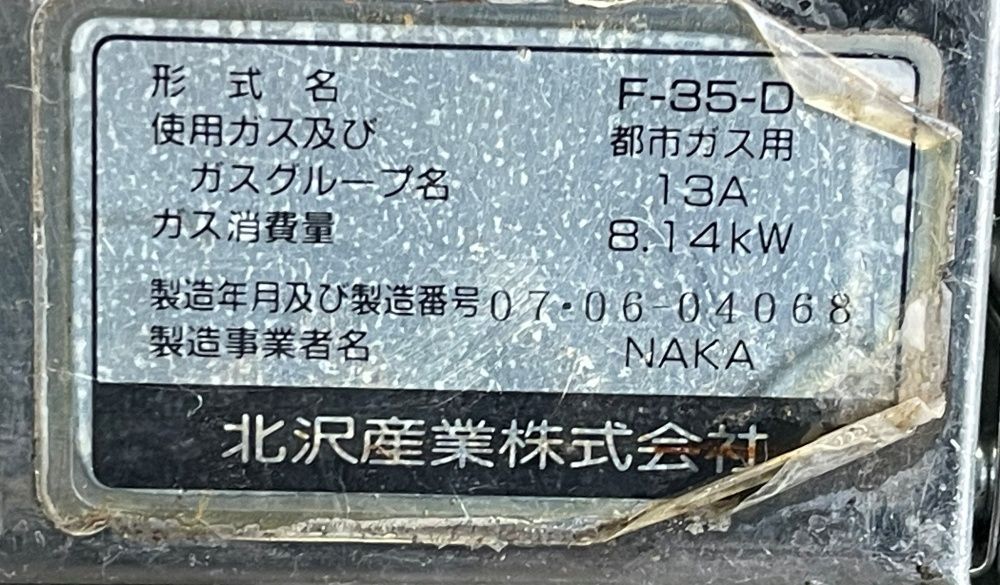 形式名 F-35-D
使用ガス及び 都市ガス用
ガスグループ名 13A
ガス消費量 8.14kW
製造年月及び製造番号 07・06-04068
製造事業者名 NAKA
北沢産業株式会社